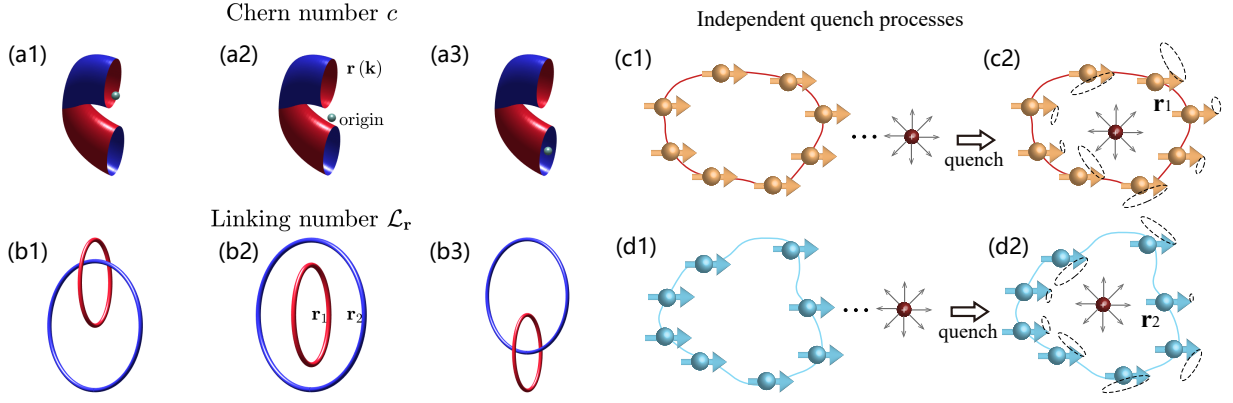 Chern number c
(a1)
(a2)
(a3)
r (k)
origin
Linking number ℒr
(b1)
(b2)
(b3)
r1
r2
Independent quench processes
(c1)
...
quench
(c2)
r1
(d1)
...
quench
(d2)
r2